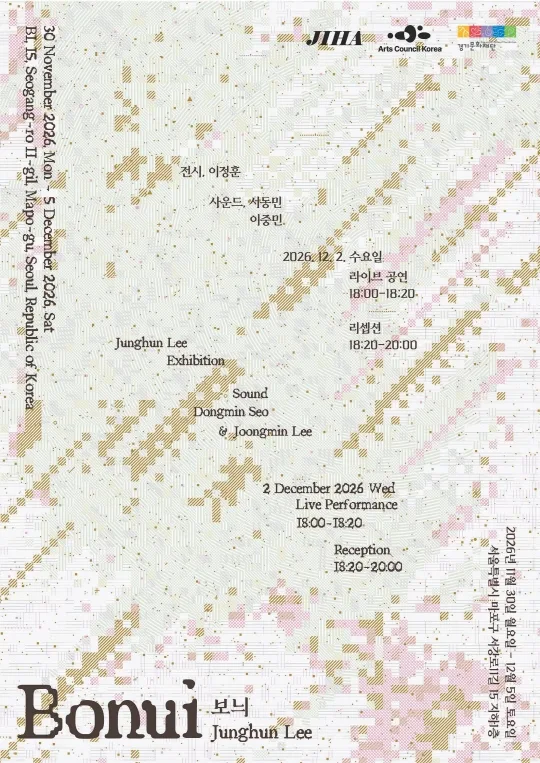 JIHA
Arts Council Korea
경기문화재단
30 November 2026, Mon - 5 December 2026, Sat
B1, 15, Seogang-ro 11-gil, Mapo-gu, Seoul, Republic of Korea
전시. 이정훈
사운드. 서동민
이중민
2026. 12. 2. 수요일
라이브 공연
18:00-18:20
리셉션
18:20-20:00
Junghun Lee
Exhibition
Sound
Dongmin Seo
& Joongmin Lee
2 December 2026 Wed
Live Performance
18:00-18:20
Reception
18:20-20:00
2026년 11월 30일 월요일 - 12월 5일 토요일
서울특별시 마포구 서강로11길 15 지하1층
Bonui
보늬
Junghun Lee